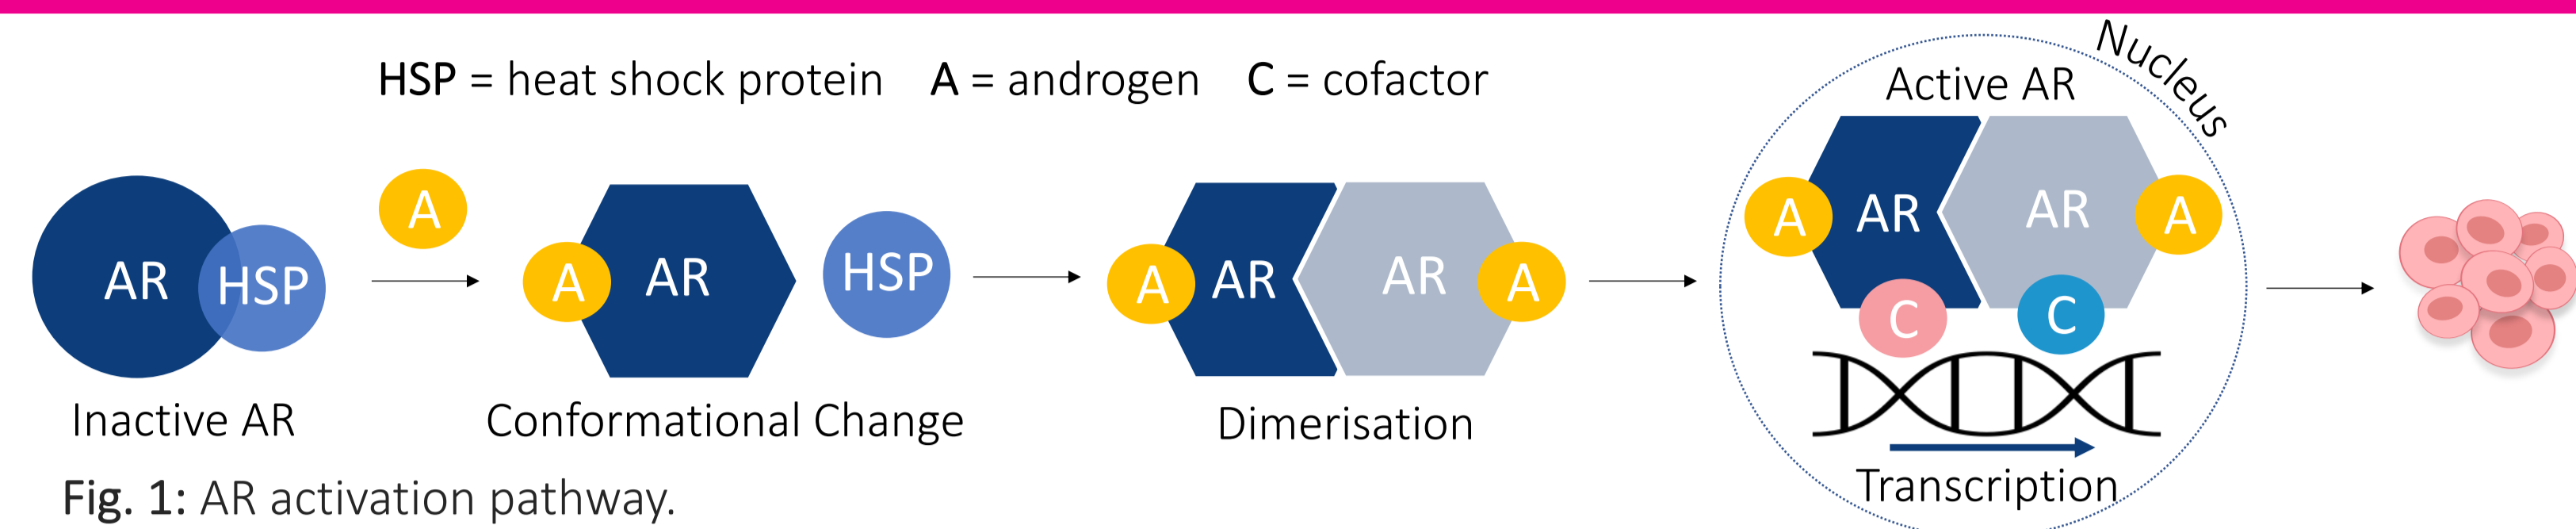 HSP = heat shock protein A = androgen C = cofactor
Nucleus
Active AR
AR
HSP
A
A
AR
HSP
A
AR
AR
A
A
AR
AR
A
C
C
Inactive AR
Conformational Change
Dimerisation
Transcription
Fig. 1: AR activation pathway.